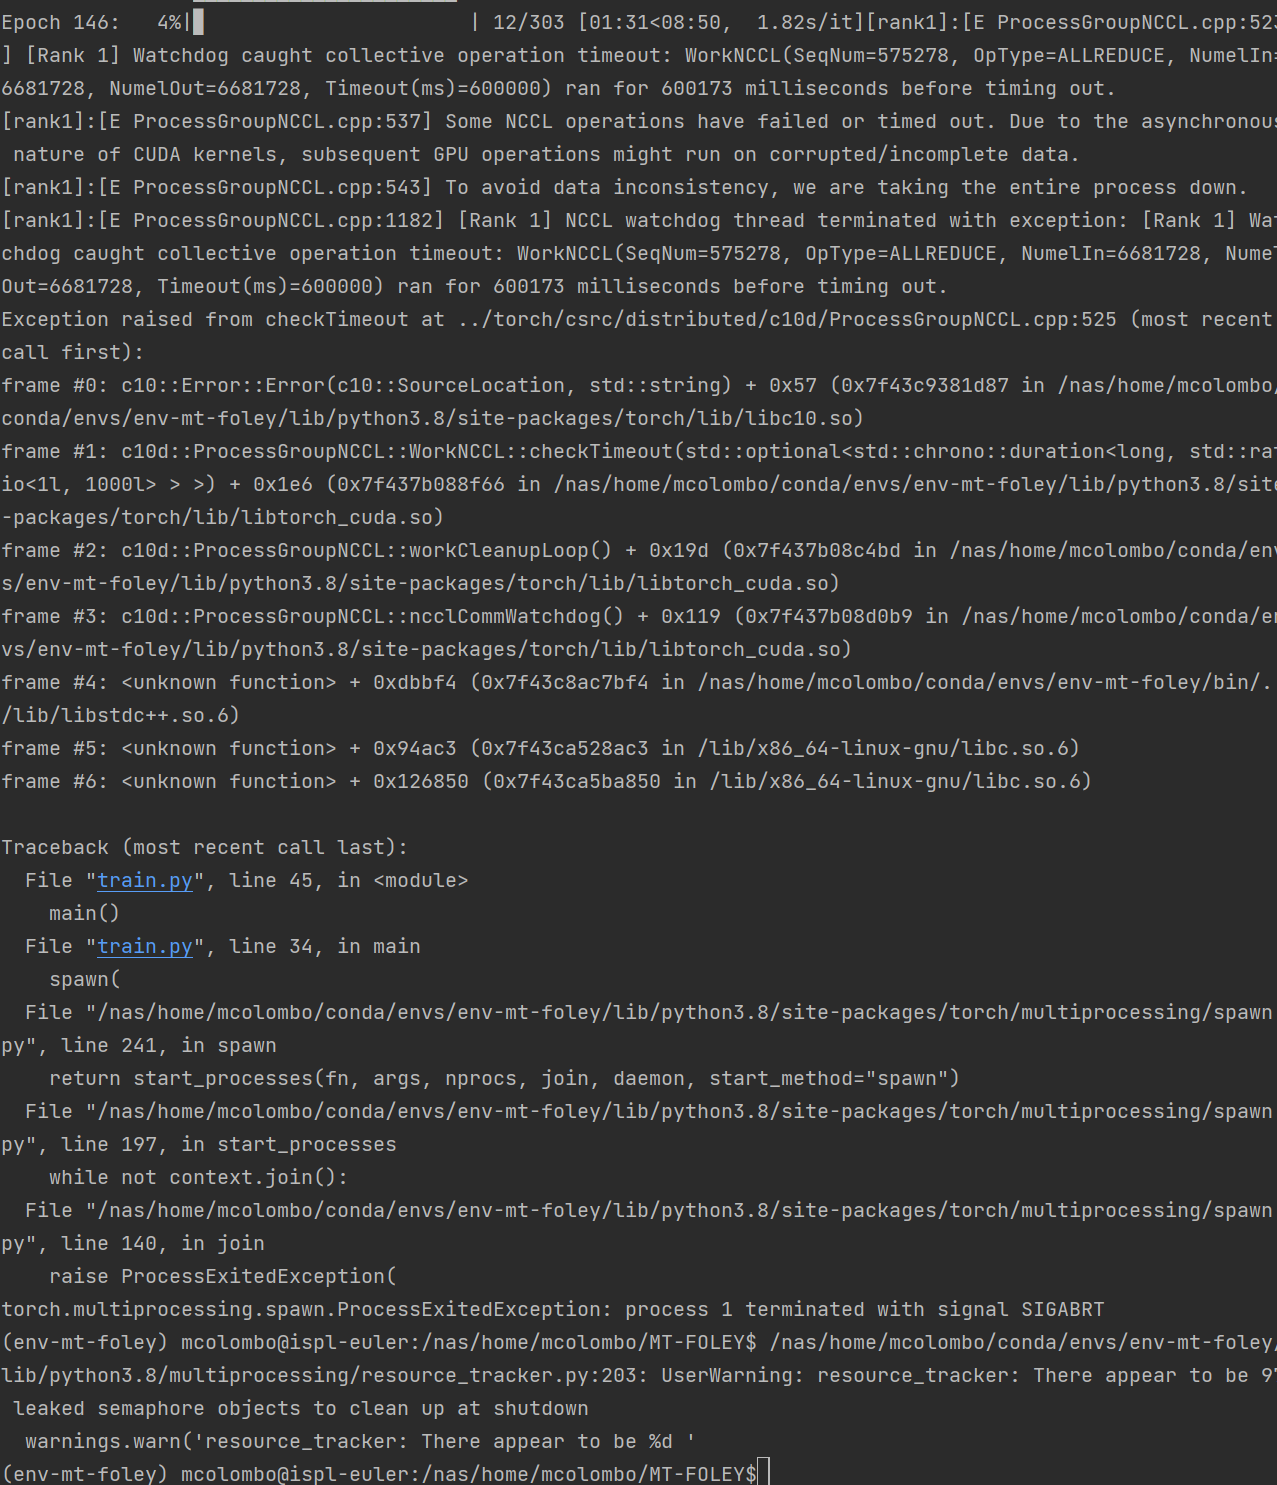 Epoch 146:   4%|█                      | 12/303 [01:31<08:50,  1.82s/it][rank1]:[E ProcessGroupNCCL.cpp:523
] [Rank 1] Watchdog caught collective operation timeout: WorkNCCL(SeqNum=575278, OpType=ALLREDUCE, NumelIn=
6681728, NumelOut=6681728, Timeout(ms)=600000) ran for 600173 milliseconds before timing out.
[rank1]:[E ProcessGroupNCCL.cpp:537] Some NCCL operations have failed or timed out. Due to the asynchronous
 nature of CUDA kernels, subsequent GPU operations might run on corrupted/incomplete data.
[rank1]:[E ProcessGroupNCCL.cpp:543] To avoid data inconsistency, we are taking the entire process down.
[rank1]:[E ProcessGroupNCCL.cpp:1182] [Rank 1] NCCL watchdog thread terminated with exception: [Rank 1] Wat
chdog caught collective operation timeout: WorkNCCL(SeqNum=575278, OpType=ALLREDUCE, NumelIn=6681728, Numel
Out=6681728, Timeout(ms)=600000) ran for 600173 milliseconds before timing out.
Exception raised from checkTimeout at ../torch/csrc/distributed/c10d/ProcessGroupNCCL.cpp:525 (most recent
call first):
frame #0: c10::Error::Error(c10::SourceLocation, std::string) + 0x57 (0x7f43c9381d87 in /nas/home/mcolombo/
conda/envs/env-mt-foley/lib/python3.8/site-packages/torch/lib/libc10.so)
frame #1: c10d::ProcessGroupNCCL::WorkNCCL::checkTimeout(std::optional<std::chrono::duration<long, std::rat
io<1l, 1000l> > >) + 0x1e6 (0x7f437b088f66 in /nas/home/mcolombo/conda/envs/env-mt-foley/lib/python3.8/site
-packages/torch/lib/libtorch_cuda.so)
frame #2: c10d::ProcessGroupNCCL::workCleanupLoop() + 0x19d (0x7f437b08c4bd in /nas/home/mcolombo/conda/env
s/env-mt-foley/lib/python3.8/site-packages/torch/lib/libtorch_cuda.so)
frame #3: c10d::ProcessGroupNCCL::ncclCommWatchdog() + 0x119 (0x7f437b08d0b9 in /nas/home/mcolombo/conda/en
vs/env-mt-foley/lib/python3.8/site-packages/torch/lib/libtorch_cuda.so)
frame #4: <unknown function> + 0xdbbf4 (0x7f43c8ac7bf4 in /nas/home/mcolombo/conda/envs/env-mt-foley/bin/.
/lib/libstdc++.so.6)
frame #5: <unknown function> + 0x94ac3 (0x7f43ca528ac3 in /lib/x86_64-linux-gnu/libc.so.6)
frame #6: <unknown function> + 0x126850 (0x7f43ca5ba850 in /lib/x86_64-linux-gnu/libc.so.6)

Traceback (most recent call last):
  File "train.py", line 45, in <module>
    main()
  File "train.py", line 34, in main
    spawn(
  File "/nas/home/mcolombo/conda/envs/env-mt-foley/lib/python3.8/site-packages/torch/multiprocessing/spawn
py", line 241, in spawn
    return start_processes(fn, args, nprocs, join, daemon, start_method="spawn")
  File "/nas/home/mcolombo/conda/envs/env-mt-foley/lib/python3.8/site-packages/torch/multiprocessing/spawn
py", line 197, in start_processes
    while not context.join():
  File "/nas/home/mcolombo/conda/envs/env-mt-foley/lib/python3.8/site-packages/torch/multiprocessing/spawn
py", line 140, in join
    raise ProcessExitedException(
torch.multiprocessing.spawn.ProcessExitedException: process 1 terminated with signal SIGABRT
(env-mt-foley) mcolombo@ispl-euler:/nas/home/mcolombo/MT-FOLEY$ /nas/home/mcolombo/conda/envs/env-mt-foley/
lib/python3.8/multiprocessing/resource_tracker.py:203: UserWarning: resource_tracker: There appear to be 97
 leaked semaphore objects to clean up at shutdown
  warnings.warn('resource_tracker: There appear to be %d '
(env-mt-foley) mcolombo@ispl-euler:/nas/home/mcolombo/MT-FOLEY$